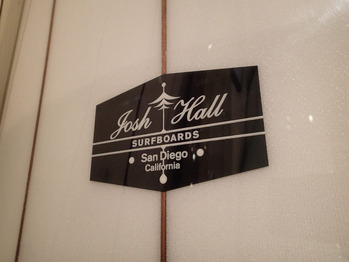 Josh Hall
SURFBOARDS
San Diego
California